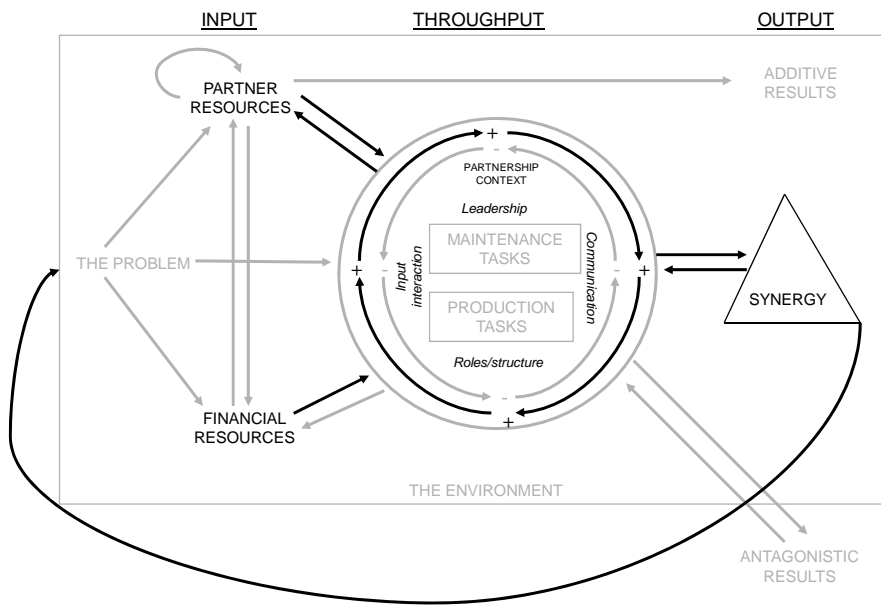 INPUT
THROUGHPUT
OUTPUT
PARTNER
RESOURCES
ADDITIVE
RESULTS
+
-
PARTNERSHIP
CONTEXT
Leadership
MAINTENANCE
TASKS
THE PROBLEM
+
-
Input
interaction
Communication
-
+
PRODUCTION
TASKS
SYNERGY
Roles/structure
-
+
FINANCIAL
RESOURCES
THE ENVIRONMENT
ANTAGONISTIC
RESULTS